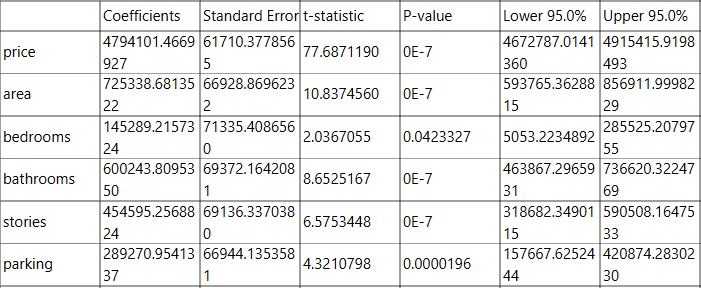 Coefficients Standard Error t-statistic P-value Lower 95.0% Upper 95.0%
price 4794101.4669 61710.377856 77.6871190 0E-7 4672787.0141 4915415.9198
927 5 360 493
area 725338.68135 66928.869623 10.8374560 0E-7 593765.36288 856911.99982
22 2 15 29
bedrooms 145289.21573 71335.408656 2.0367055 0.0423327 5053.2234892 285525.20797
24 0 55
bathrooms 600243.80953 69372.164208 8.6525167 0E-7 463867.29659 736620.32247
50 1 31 69
stories 454595.25688 69136.337038 6.5753448 0E-7 318682.34901 590508.16475
24 0 15 33
parking 289270.95413 66944.135358 4.3210798 0.0000196 157667.62524 420874.28302
37 1 44 30